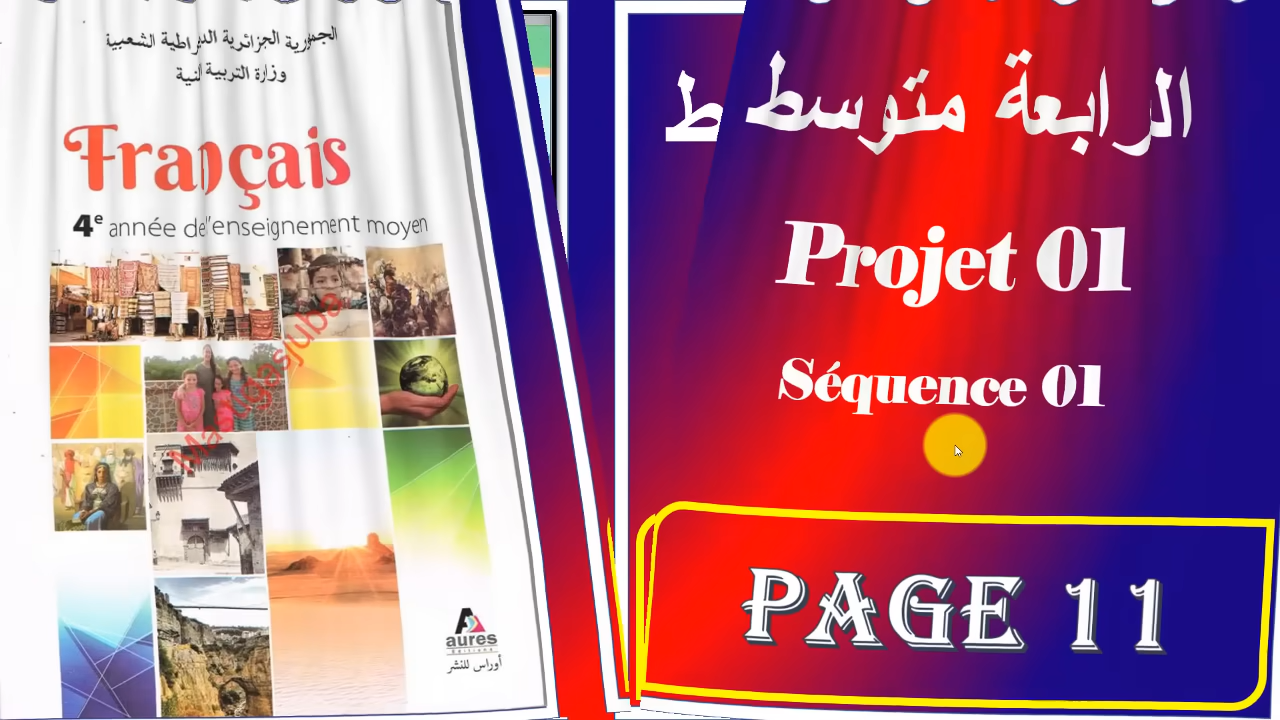 الجمهورية الجزائرية الديمقراطية الشعبية
وزارة التربية
Français
4e année de l'enseignement moyen
aures
Editions
أوراس للنشر
الرابعة متوسط
Projet 01
Séquence 01
PAGE 11